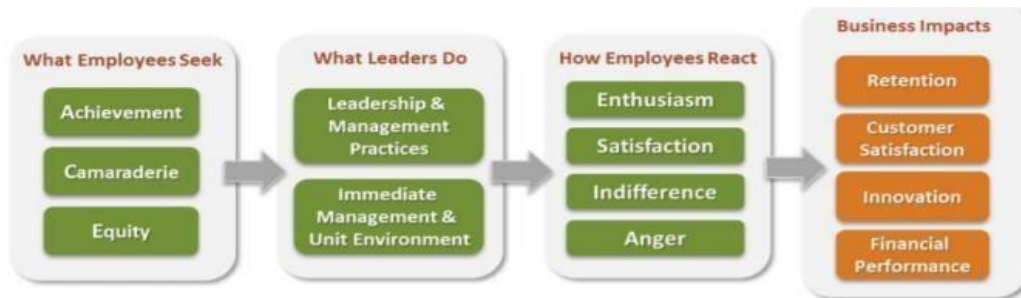 What Employees Seek
Achievement
Camaraderie
Equity
What Leaders Do
Leadership &
Management
Practices
Immediate
Management &
Unit Environment
How Employees React
Enthusiasm
Satisfaction
Indifference
Anger
Business Impacts
Retention
Customer
Satisfaction
Innovation
Financial
Performance